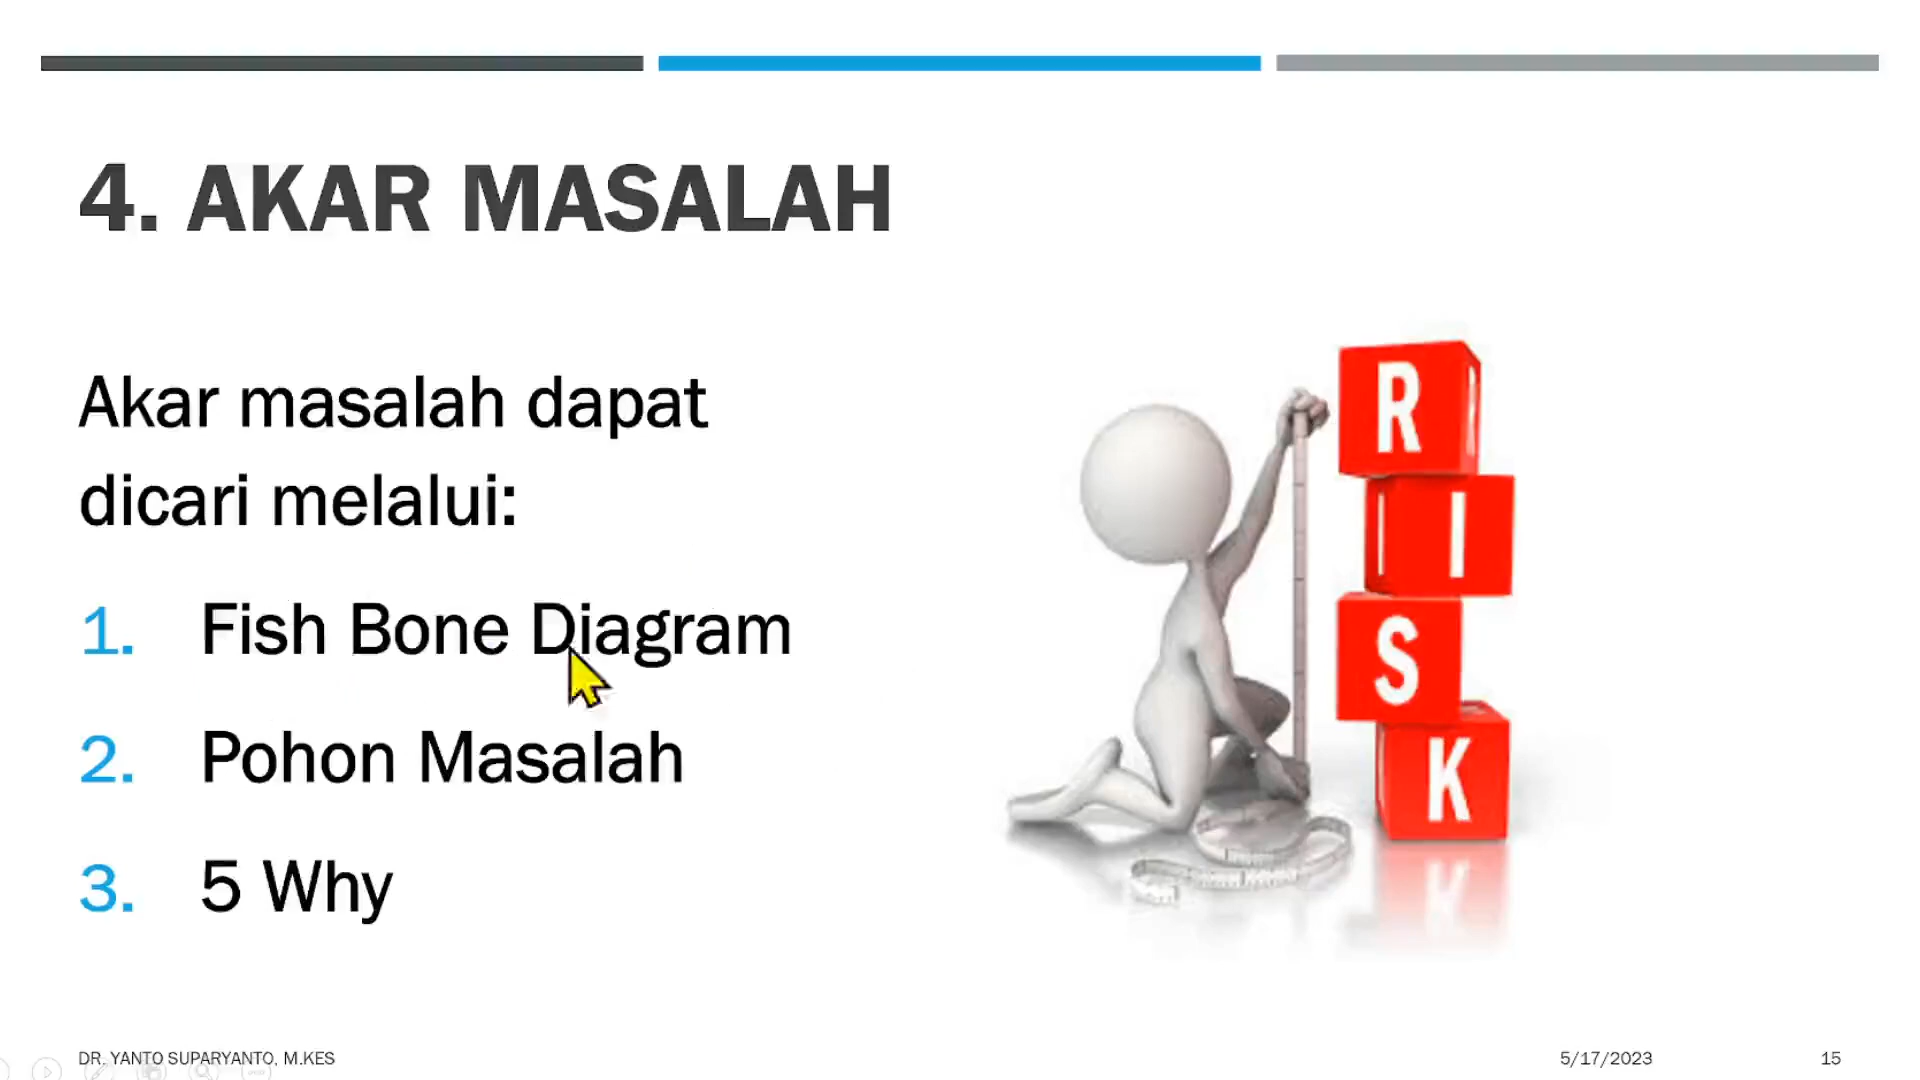 4. AKAR MASALAH
Akar masalah dapat
dicari melalui:
1. Fish Bone Diagram
2. Pohon Masalah
3. 5 Why
R
I
S
K
DR. YANTO SUPARYANTO, M.KES
5/17/2023
15